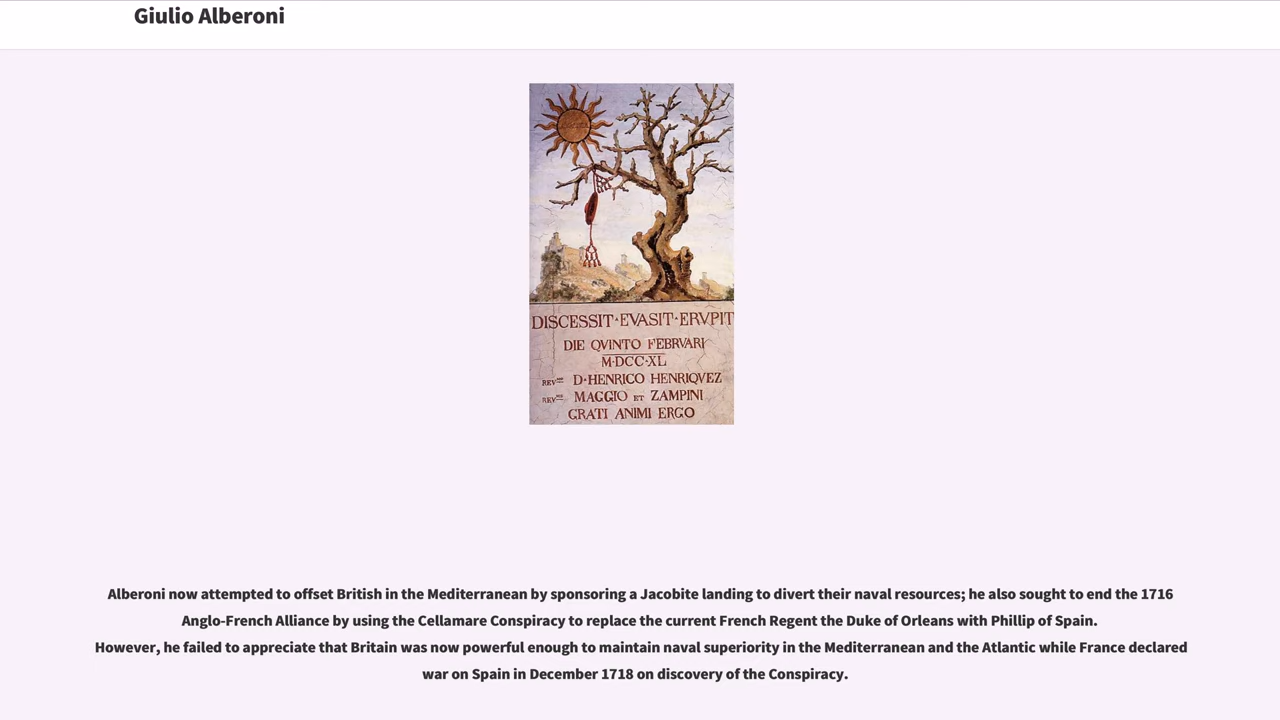 Giulio Alberoni
DISCESSIT·EVASIT·ERVPIT
DIE QVINTO FEBRVARI
M·DCC·XL
REV D·HENRICO HENRIQVEZ
REV MAGGIO ET ZAMPINI
GRATI ANIMI ERGO
Alberoni now attempted to offset British in the Mediterranean by sponsoring a Jacobite landing to divert their naval resources; he also sought to end the 1716
Anglo-French Alliance by using the Cellamare Conspiracy to replace the current French Regent the Duke of Orleans with Phillip of Spain.
However, he failed to appreciate that Britain was now powerful enough to maintain naval superiority in the Mediterranean and the Atlantic while France declared
war on Spain in December 1718 on discovery of the Conspiracy.